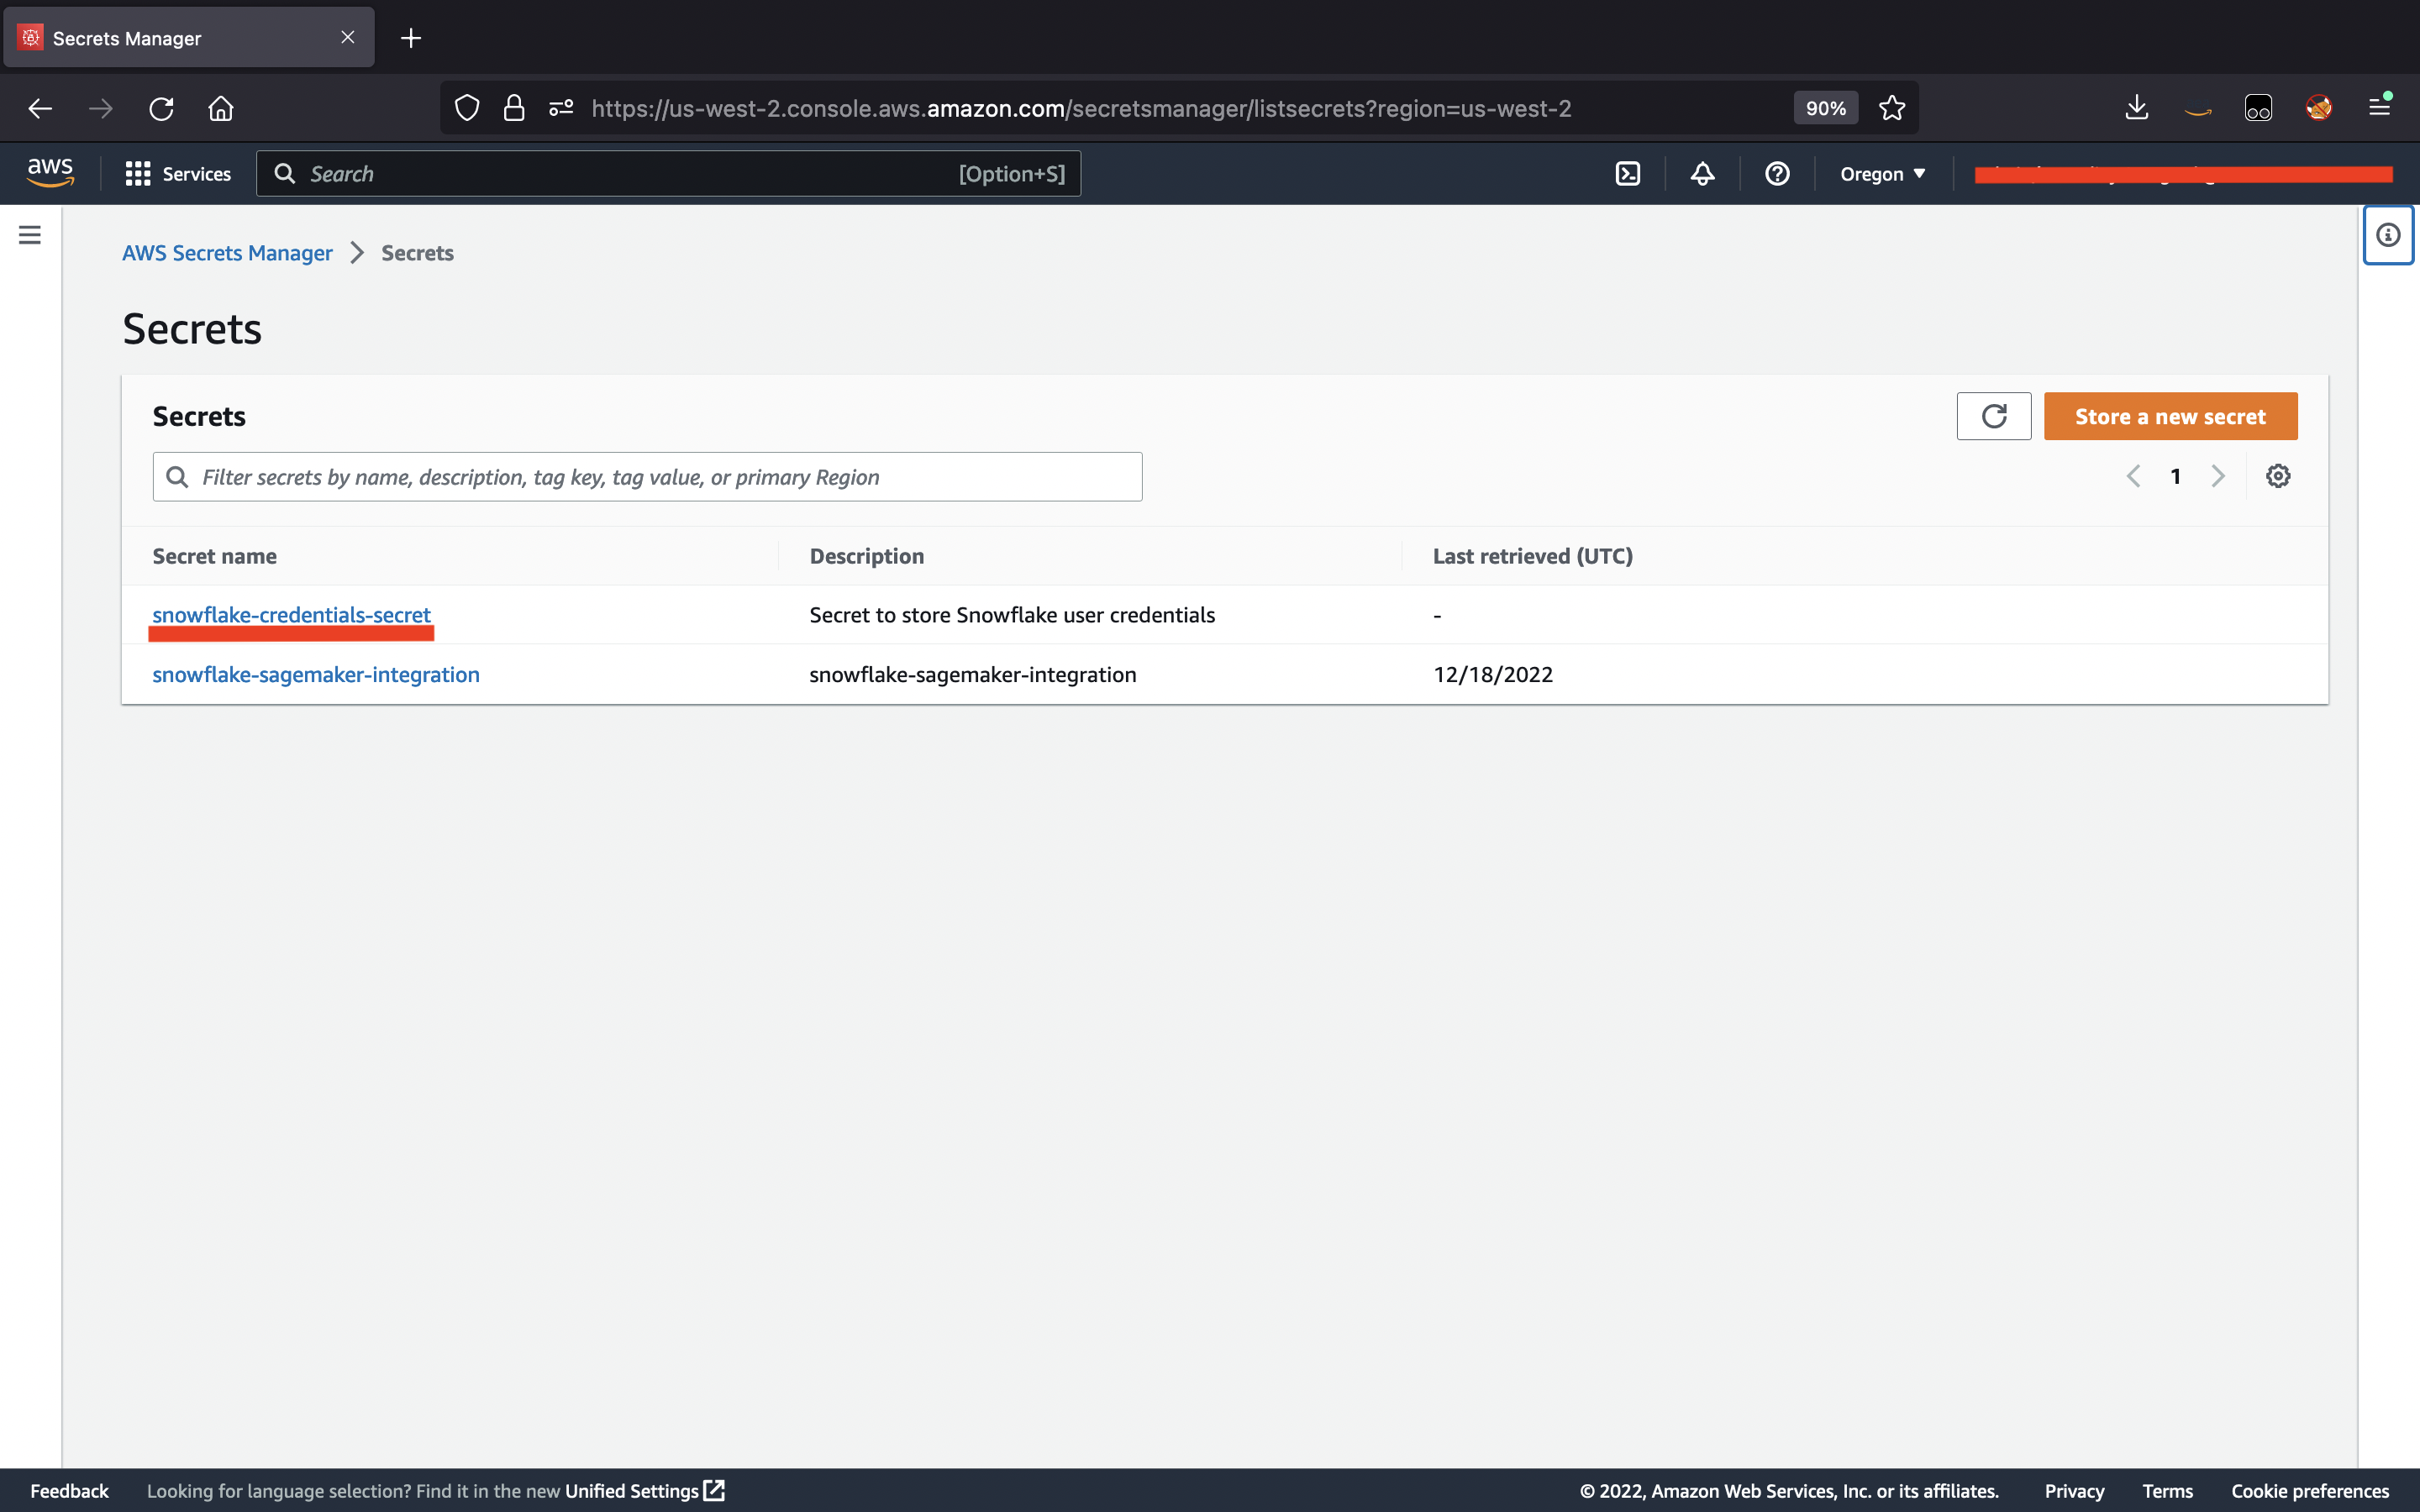 Secrets Manager
https://us-west-2.console.aws.amazon.com/secretsmanager/listsecrets?region=us-west-2 90%
aws Services Search [Option+S] Oregon
AWS Secrets Manager > Secrets
Secrets
Secrets
Store a new secret
Filter secrets by name, description, tag key, tag value, or primary Region
1
Secret name Description Last retrieved (UTC)
snowflake-credentials-secret Secret to store Snowflake user credentials -
snowflake-sagemaker-integration snowflake-sagemaker-integration 12/18/2022
Feedback Looking for language selection? Find it in the new Unified Settings © 2022, Amazon Web Services, Inc. or its affiliates. Privacy Terms Cookie preferences